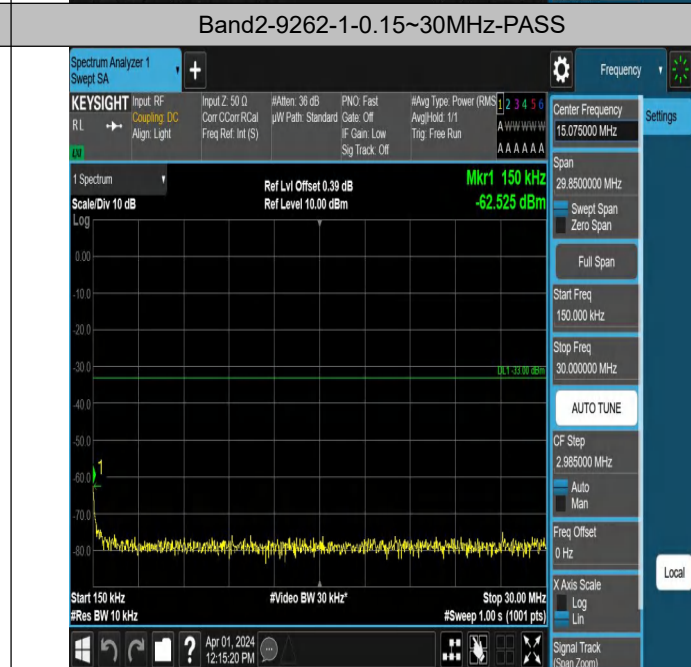 Band2-9262-1-0.15~30MHz-PASS
Spectrum Analyzer 1
Swept SA
+
Frequency
KEYSIGHT
RL
LXI
Input: RF
Coupling: DC
Align: Light
Input Z: 50 Ω
Corr CCorr RCal
Freq Ref: Int (S)
#Atten: 36 dB
µW Path: Standard
PNO: Fast
Gate: Off
IF Gain: Low
Sig Track: Off
#Avg Type: Power (RMS
Avg|Hold: 1/1
Trig: Free Run
1 2 3 4 5 6
A W W W W W
A A A A A A
1 Spectrum
Scale/Div 10 dB
Log
Ref Lvl Offset 0.39 dB
Ref Level 10.00 dBm
Mkr1 150 kHz
-62.525 dBm
0.00
-10.0
-20.0
-30.0
DL1 -33.00 dBm
-40.0
-50.0
1
-60.0
-70.0
-80.0
Start 150 kHz
#Res BW 10 kHz
#Video BW 30 kHz*
Stop 30.00 MHz
#Sweep 1.00 s (1001 pts)
?
Apr 01, 2024
12:15:20 PM
Center Frequency
15.075000 MHz
Settings
Span
29.8500000 MHz
Swept Span
Zero Span
Full Span
Start Freq
150.000 kHz
Stop Freq
30.000000 MHz
AUTO TUNE
CF Step
2.985000 MHz
Auto
Man
Freq Offset
0 Hz
X Axis Scale
Log
Lin
Local
Signal Track
(Span Zoom)